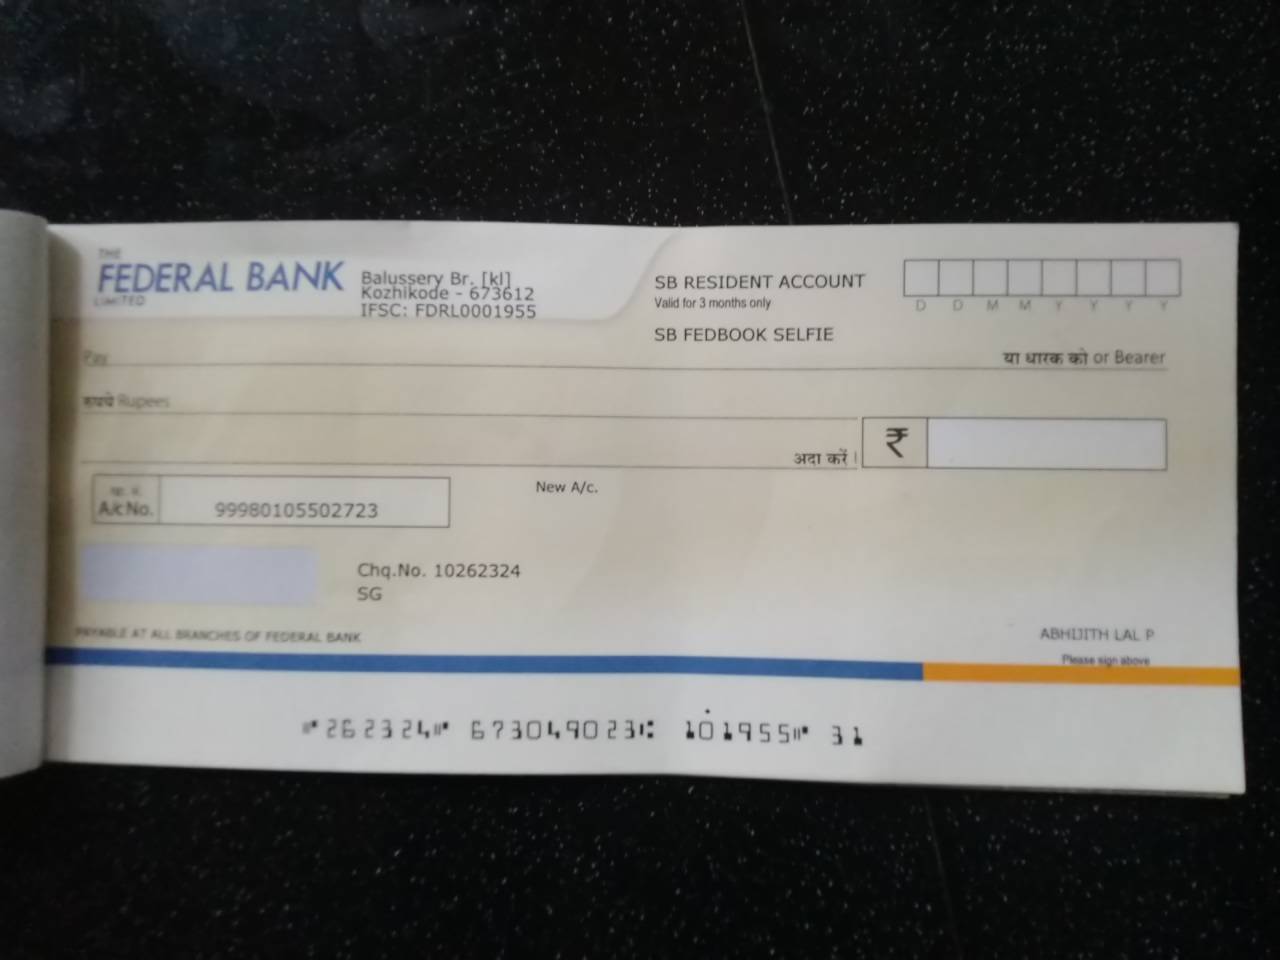 THE
FEDERAL BANK
LIMITED
Balussery Br, [kl]
Kozhikode - 673612
IFSC: FDRL0001955
SB RESIDENT ACCOUNT
Valid for 3 months only
SB FEDBOOK SELFIE
D D M M Y Y Y Y
Pay
या धारक को or Bearer
रुपये Rupees
अदा करें।
₹
A/c No.
99980105502723
New A/c.
Chq.No. 10262324
SG
PAYABLE AT ALL BRANCHES OF FEDERAL BANK
ABHIJITH LAL P
Please sign above
⑈262324⑈ 673049023⑆ 101955⑈ 31